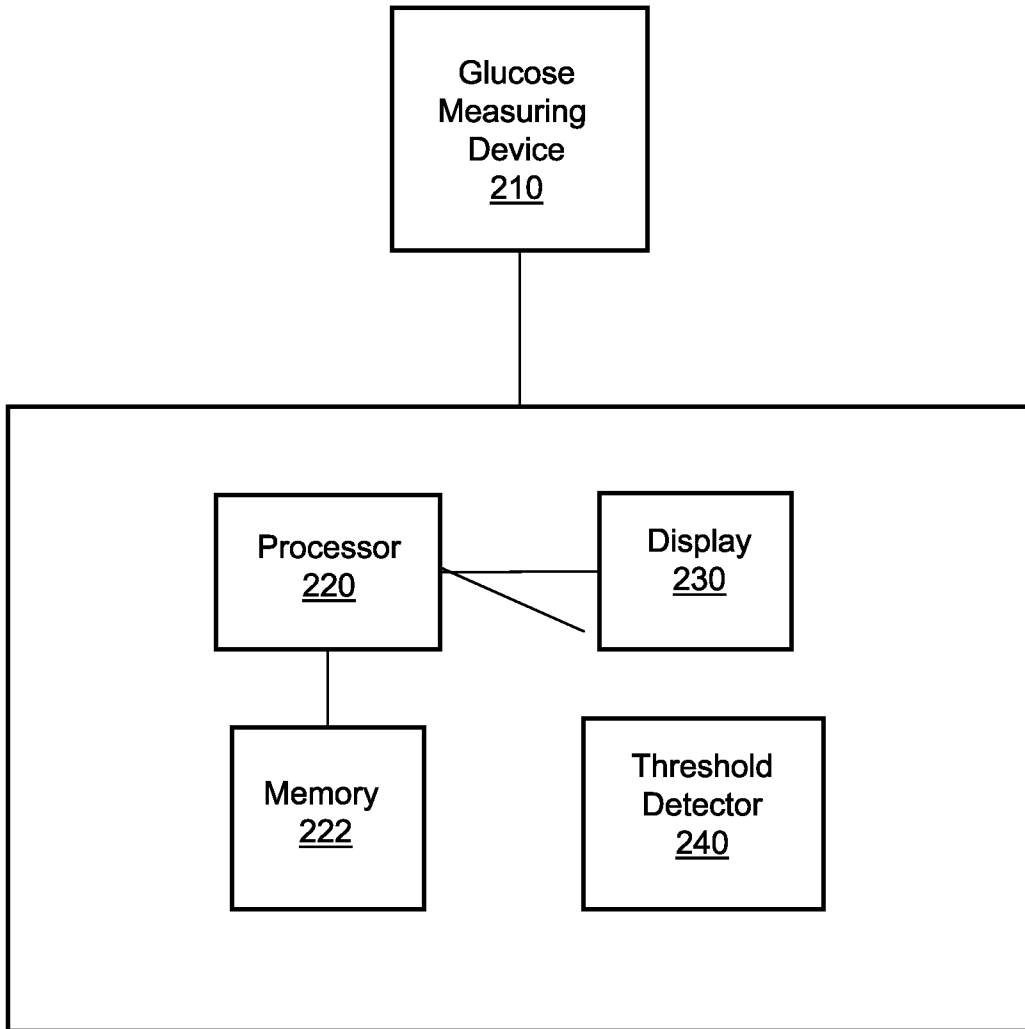 Glucose
Measuring
Device
210
Processor
220
Display
230
Memory
222
Threshold
Detector
240